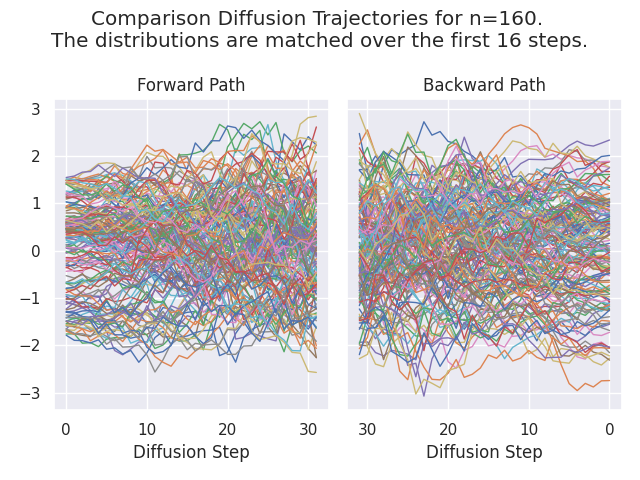 Comparison Diffusion Trajectories for n=160.
The distributions are matched over the first 16 steps.
Forward Path
Backward Path
3
2
1
0
−1
−2
−3
0 10 20 30
30 20 10 0
Diffusion Step
Diffusion Step